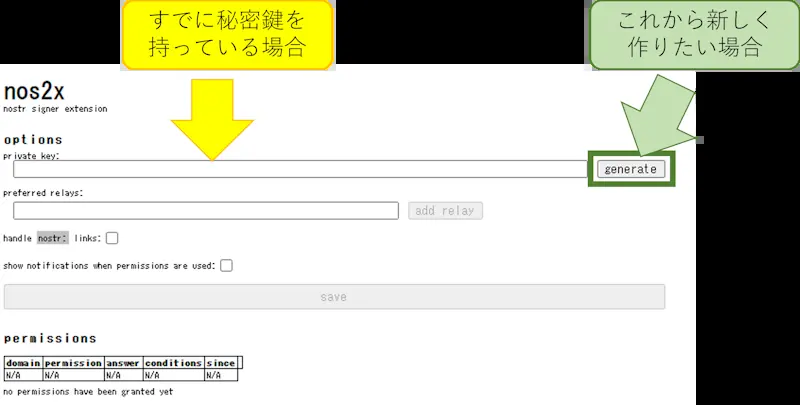 すでに秘密鍵を
持っている場合
これから新しく
作りたい場合
nos2x
nostr signer extension
options
private key:
generate
preferred relays:
add relay
handle nostr: links:
show notifications when permissions are used:
save
permissions
domain permission answer conditions since
N/A N/A N/A N/A N/A
no permissions have been granted yet